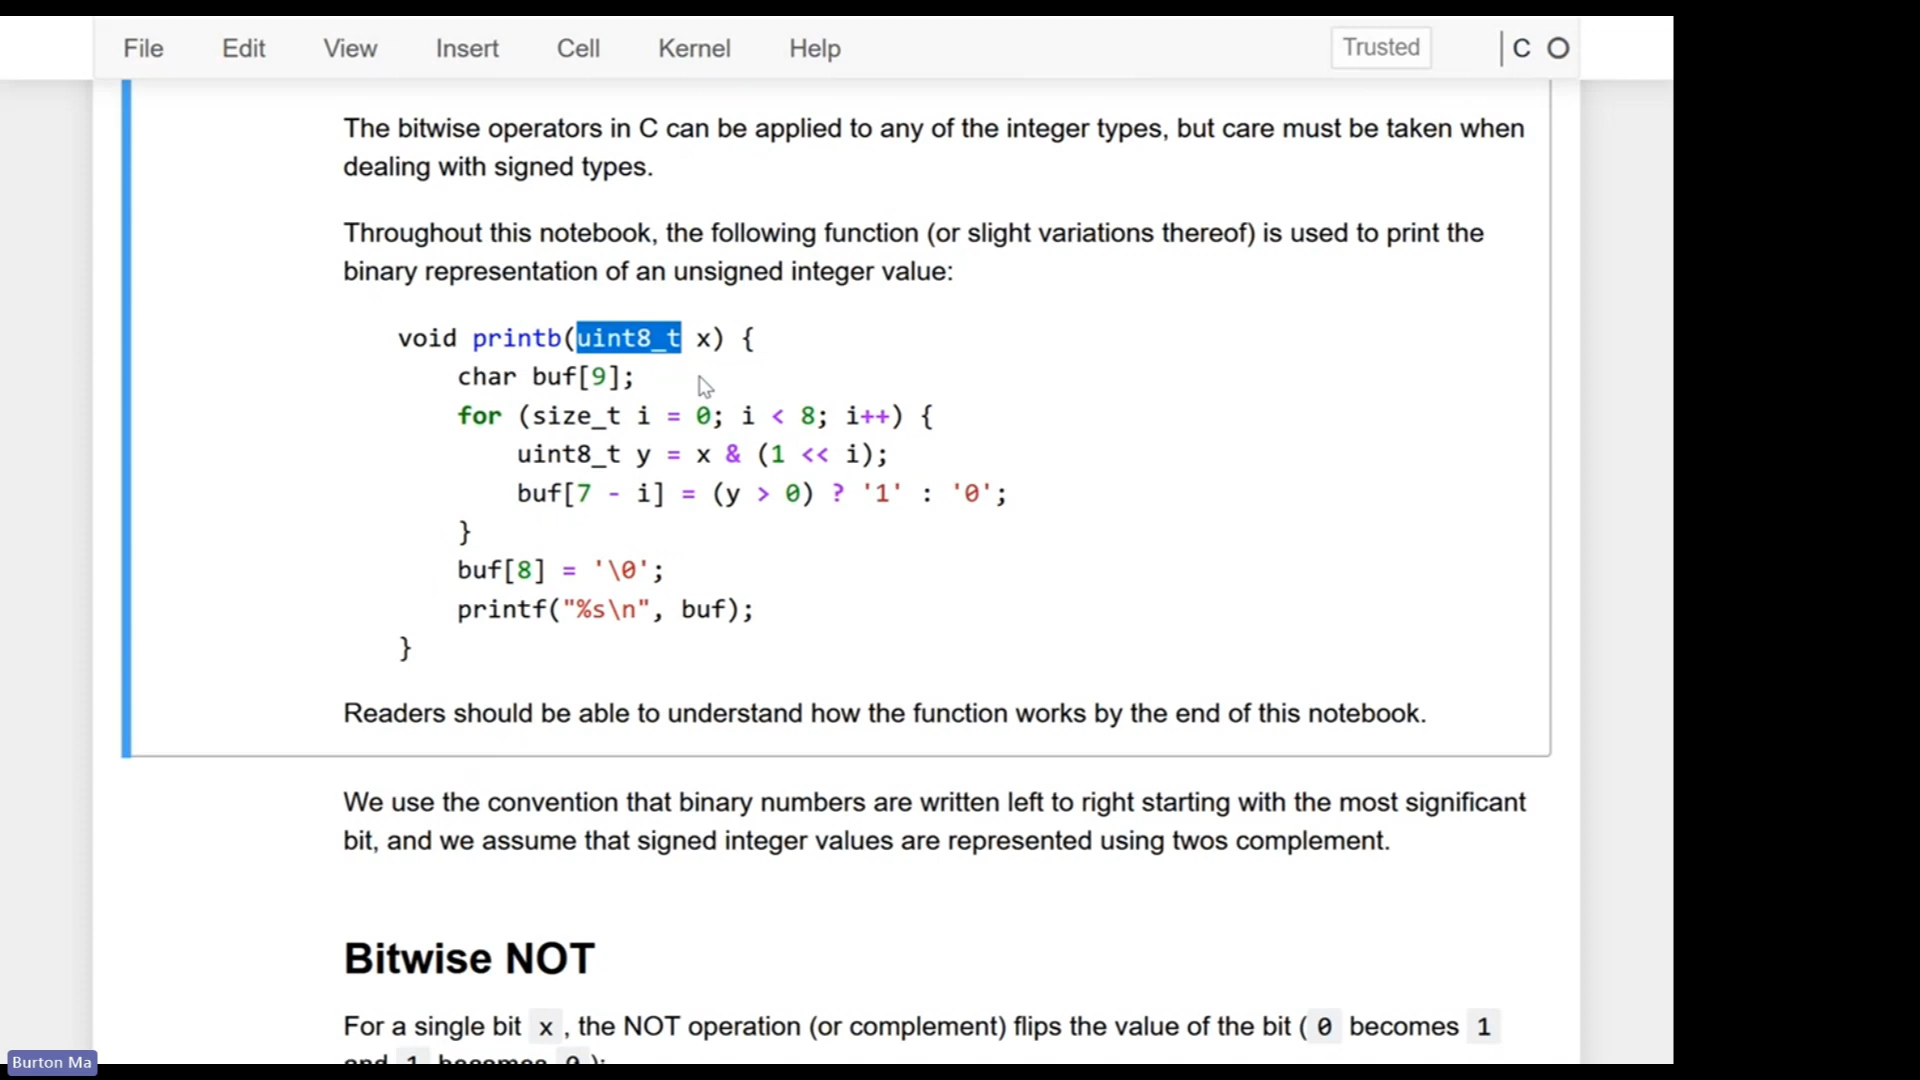 File Edit View Insert Cell Kernel Help Trusted C
The bitwise operators in C can be applied to any of the integer types, but care must be taken when
dealing with signed types.
Throughout this notebook, the following function (or slight variations thereof) is used to print the
binary representation of an unsigned integer value:
void printb(uint8_t x) {
    char buf[9];
    for (size_t i = 0; i < 8; i++) {
        uint8_t y = x & (1 << i);
        buf[7 - i] = (y > 0) ? '1' : '0';
    }
    buf[8] = '\0';
    printf("%s\n", buf);
}
Readers should be able to understand how the function works by the end of this notebook.
We use the convention that binary numbers are written left to right starting with the most significant
bit, and we assume that signed integer values are represented using twos complement.
Bitwise NOT
For a single bit x , the NOT operation (or complement) flips the value of the bit ( 0 becomes 1
and 1 becomes 0 ):
Burton Ma